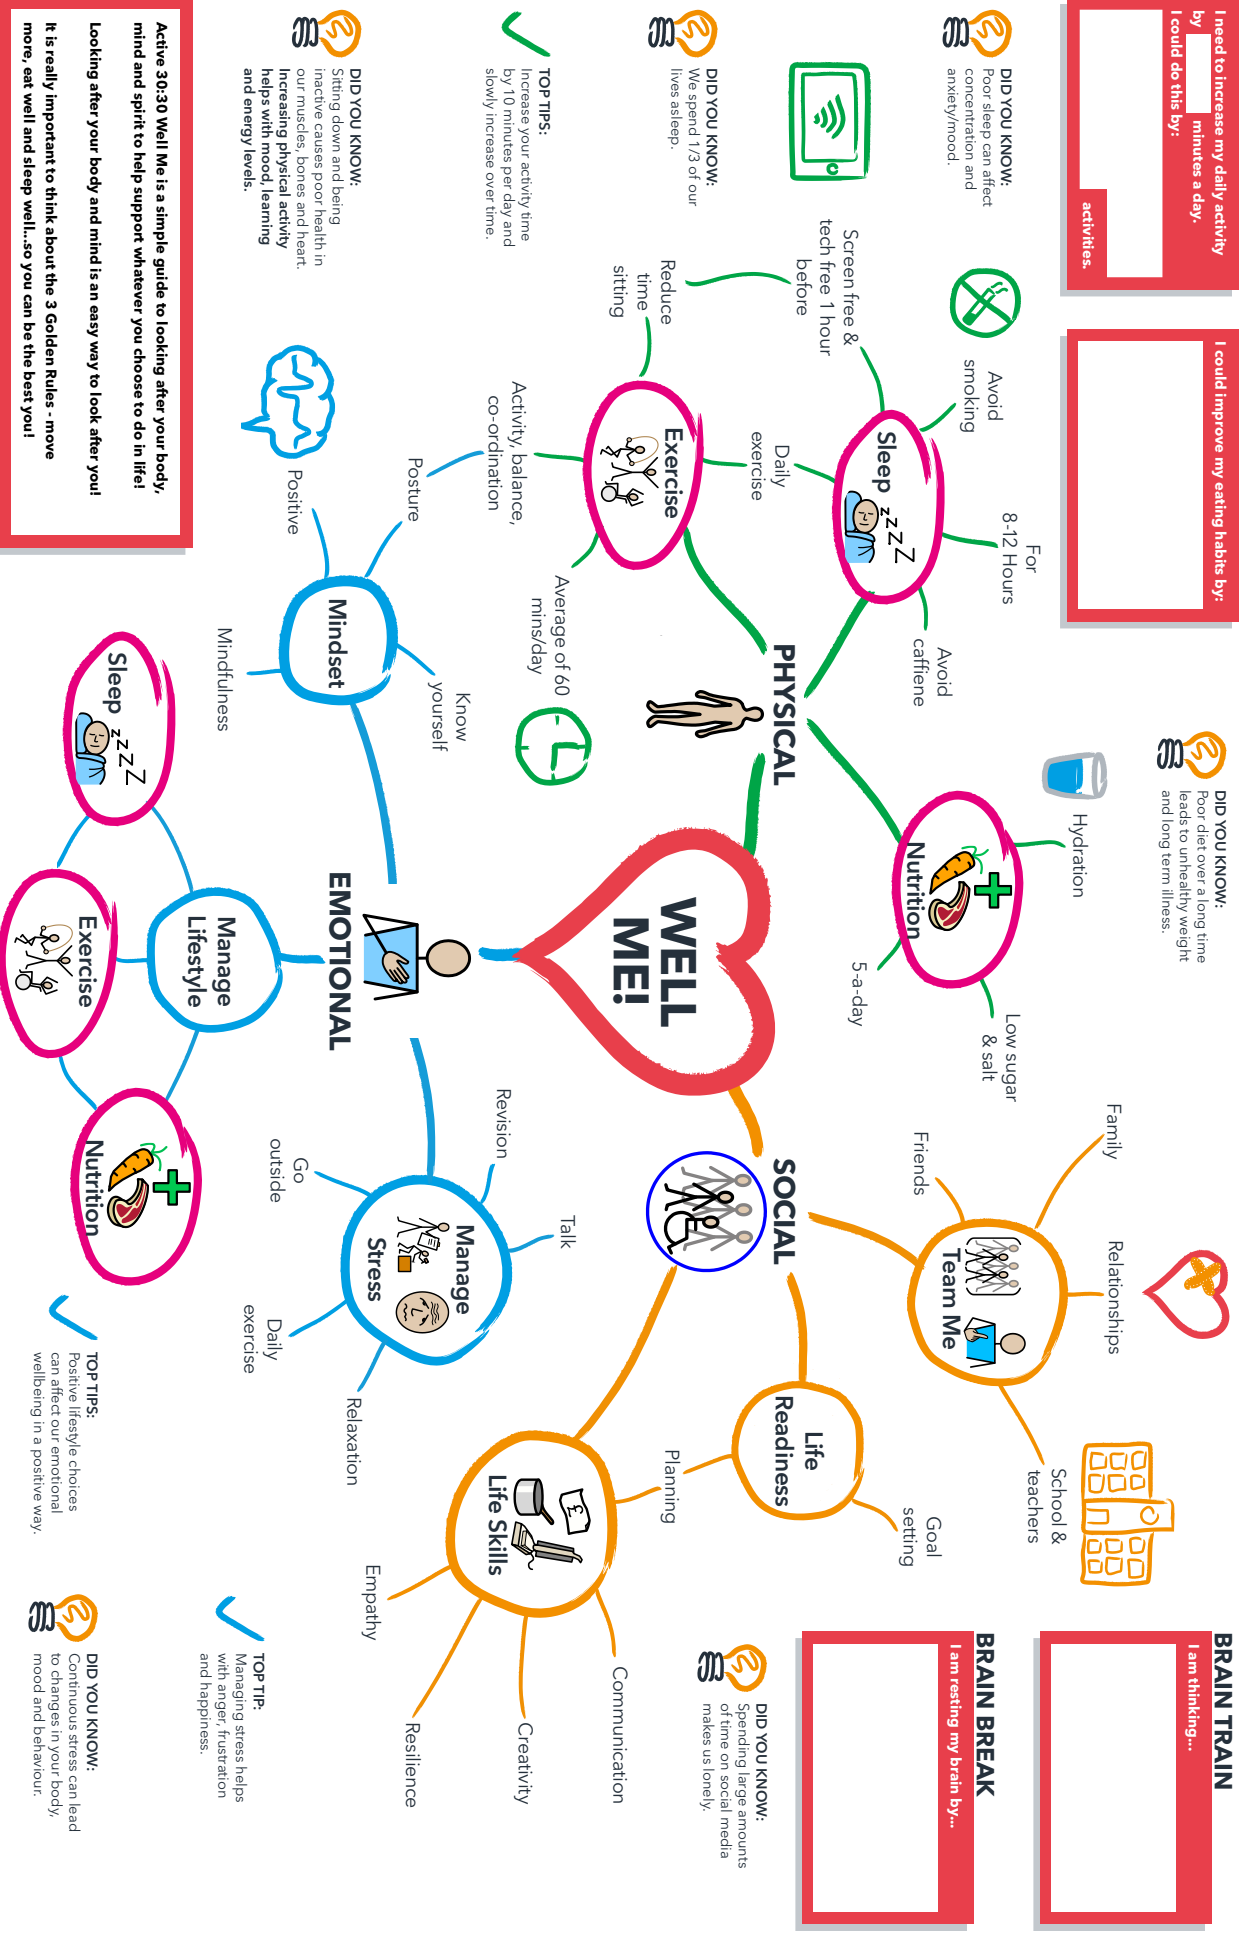 I need to increase my daily activity
by minutes a day.
I could do this by:
activities.
I could improve my eating habits by:
DID YOU KNOW:
Poor diet over a long time
leads to unhealthy weight
and long term illness.
BRAIN TRAIN
I am thinking...
BRAIN BREAK
I am resting my brain by...
DID YOU KNOW:
Poor sleep can affect
concentration and
anxiety/mood.
DID YOU KNOW:
We spend 1/3 of our
lives asleep.
TOP TIPS:
Increase your activity time
by 10 minutes per day and
slowly increase over time.
DID YOU KNOW:
Sitting down and being
inactive causes poor health in
our muscles, bones and heart.
Increasing physical activity
helps with mood, learning
and energy levels.
WELL
ME!
PHYSICAL
Sleep
zzzZ
Avoid
smoking
For
8-12 Hours
Avoid
caffiene
Screen free &
tech free 1 hour
before
Daily
exercise
Exercise
Reduce
time
sitting
Activity, balance,
co-ordination
Average of 60
mins/day
Nutrition
Hydration
Low sugar
& salt
5-a-day
SOCIAL
Team Me
Family
Friends
Relationships
School &
teachers
Life
Readiness
Goal
setting
Planning
Life Skills
£
Communication
Creativity
Resilience
Empathy
DID YOU KNOW:
Spending large amounts
of time on social media
makes us lonely.
EMOTIONAL
Mindset
Posture
Positive
Know
yourself
Mindfulness
Manage
Lifestyle
Sleep
zzzZ
Exercise
Nutrition
Manage
Stress
Revision
Talk
Go
outside
Daily
exercise
Relaxation
TOP TIP:
Managing stress helps
with anger, frustration
and happiness.
TOP TIPS:
Positive lifestyle choices
can affect our emotional
wellbeing in a positive way.
DID YOU KNOW:
Continuous stress can lead
to changes in your body,
mood and behaviour.
Active 30:30 Well Me is a simple guide to looking after your body,
mind and spirit to help support whatever you choose to do in life!
Looking after your body and mind is an easy way to look after you!
It is really important to think about the 3 Golden Rules - move
more, eat well and sleep well...so you can be the best you!